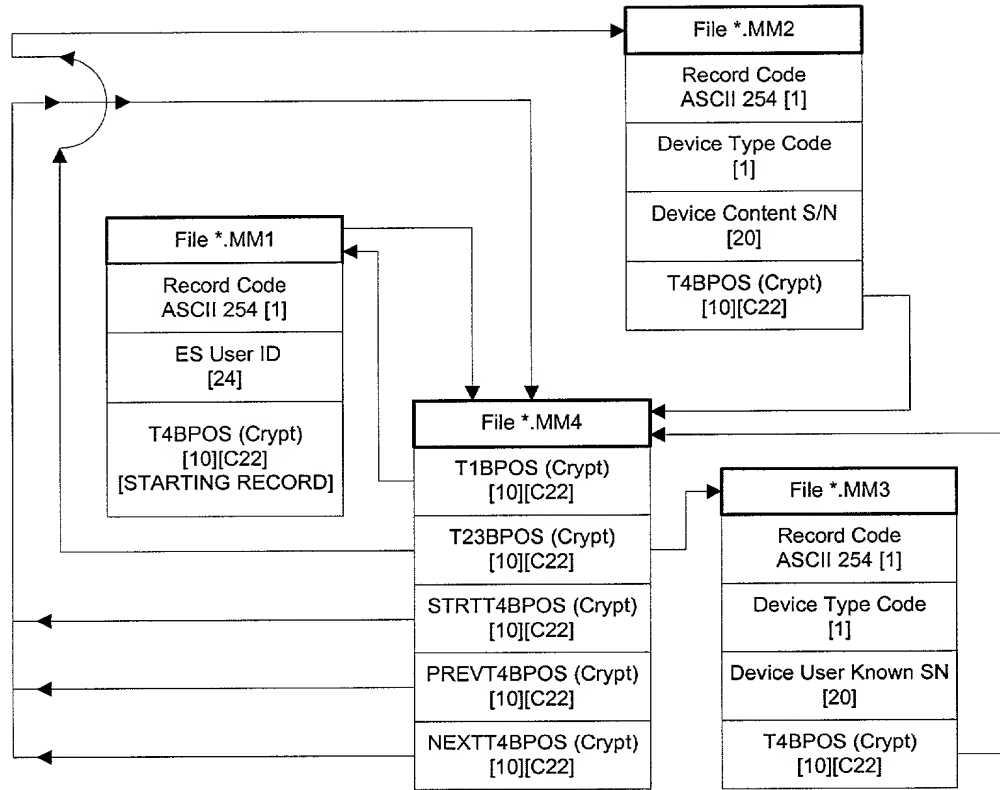 File *.MM2
Record Code
ASCII 254 [1]
Device Type Code
[1]
Device Content S/N
[20]
T4BPOS (Crypt)
[10][C22]
File *.MM1
Record Code
ASCII 254 [1]
ES User ID
[24]
T4BPOS (Crypt)
[10][C22]
[STARTING RECORD]
File *.MM4
T1BPOS (Crypt)
[10][C22]
T23BPOS (Crypt)
[10][C22]
STRTT4BPOS (Crypt)
[10][C22]
PREVT4BPOS (Crypt)
[10][C22]
NEXTT4BPOS (Crypt)
[10][C22]
File *.MM3
Record Code
ASCII 254 [1]
Device Type Code
[1]
Device User Known SN
[20]
T4BPOS (Crypt)
[10][C22]